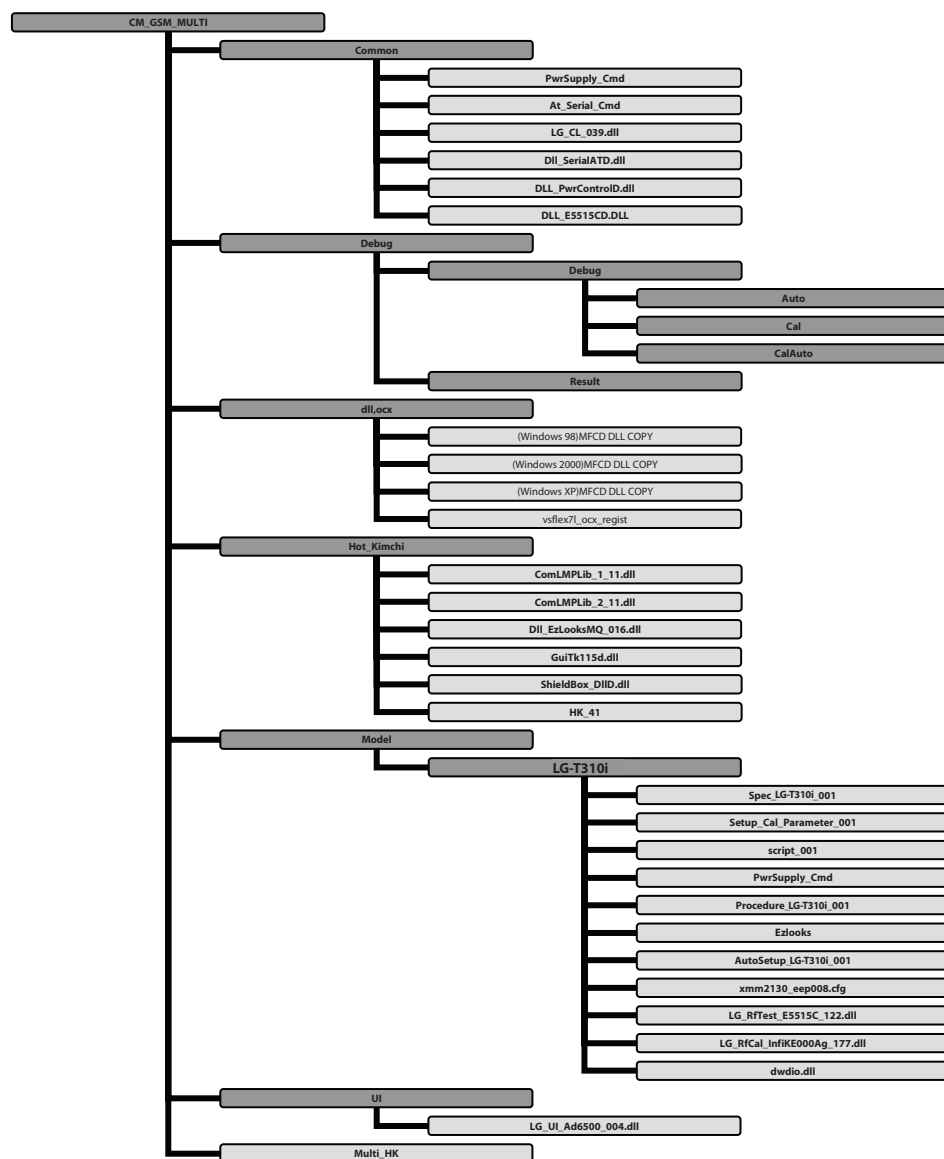 CM_GSM_MULTI
Common
PwrSupply_Cmd
At_Serial_Cmd
LG_CL_039.dll
Dll_SerialATD.dll
DLL_PwrControlD.dll
DLL_E5515CD.DLL
Debug
Debug
Auto
Cal
CalAuto
Result
dll,ocx
(Windows 98)MFCD DLL COPY
(Windows 2000)MFCD DLL COPY
(Windows XP)MFCD DLL COPY
vsflex7l_ocx_regist
Hot_Kimchi
ComLMPLib_1_11.dll
ComLMPLib_2_11.dll
Dll_EzLooksMQ_016.dll
GuiTk115d.dll
ShieldBox_DllD.dll
HK_41
Model
LG-T310i
Spec_LG-T310i_001
Setup_Cal_Parameter_001
script_001
PwrSupply_Cmd
Procedure_LG-T310i_001
Ezlooks
AutoSetup_LG-T310i_001
xmm2130_eep008.cfg
LG_RfTest_E5515C_122.dll
LG_RfCal_InfiKE000Ag_177.dll
dwdio.dll
UI
LG_UI_Ad6500_004.dll
Multi_HK